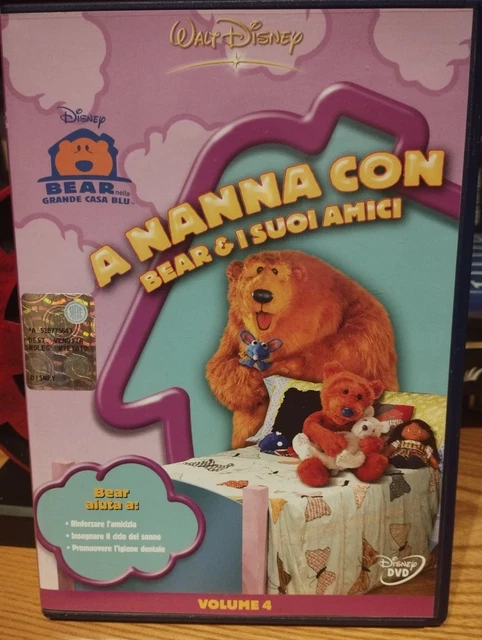 WALT DISNEY
DISNEY
BEAR nella
GRANDE CASA BLU
A NANNA CON
BEAR & I SUOI AMICI
DISNEY
Bear
aiuta a:
• Rinforzare l'amicizia
• Insegnare il ciclo del sonno
• Promuovere l'igiene dentale
DISNEY
DVD
VOLUME 4